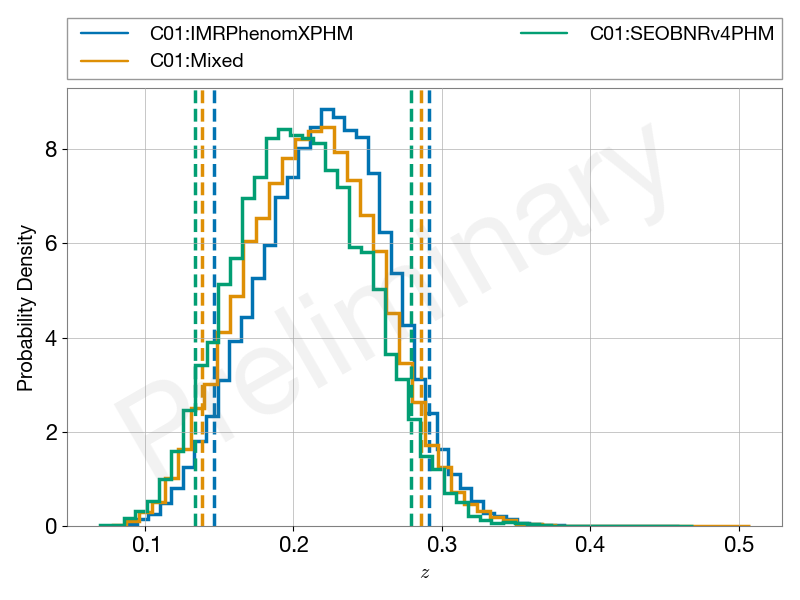 C01:IMRPhenomXPHM
C01:SEOBNRv4PHM
C01:Mixed
Preliminary
Probability Density
8
6
4
2
0
0.1
0.2
0.3
0.4
0.5
z